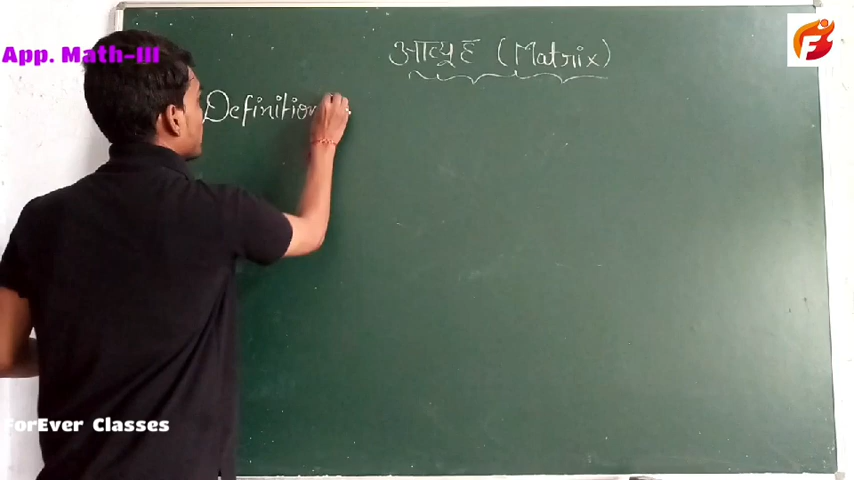 App. Math-III
आव्यूह (Matrix)
Definition
ForEver Classes